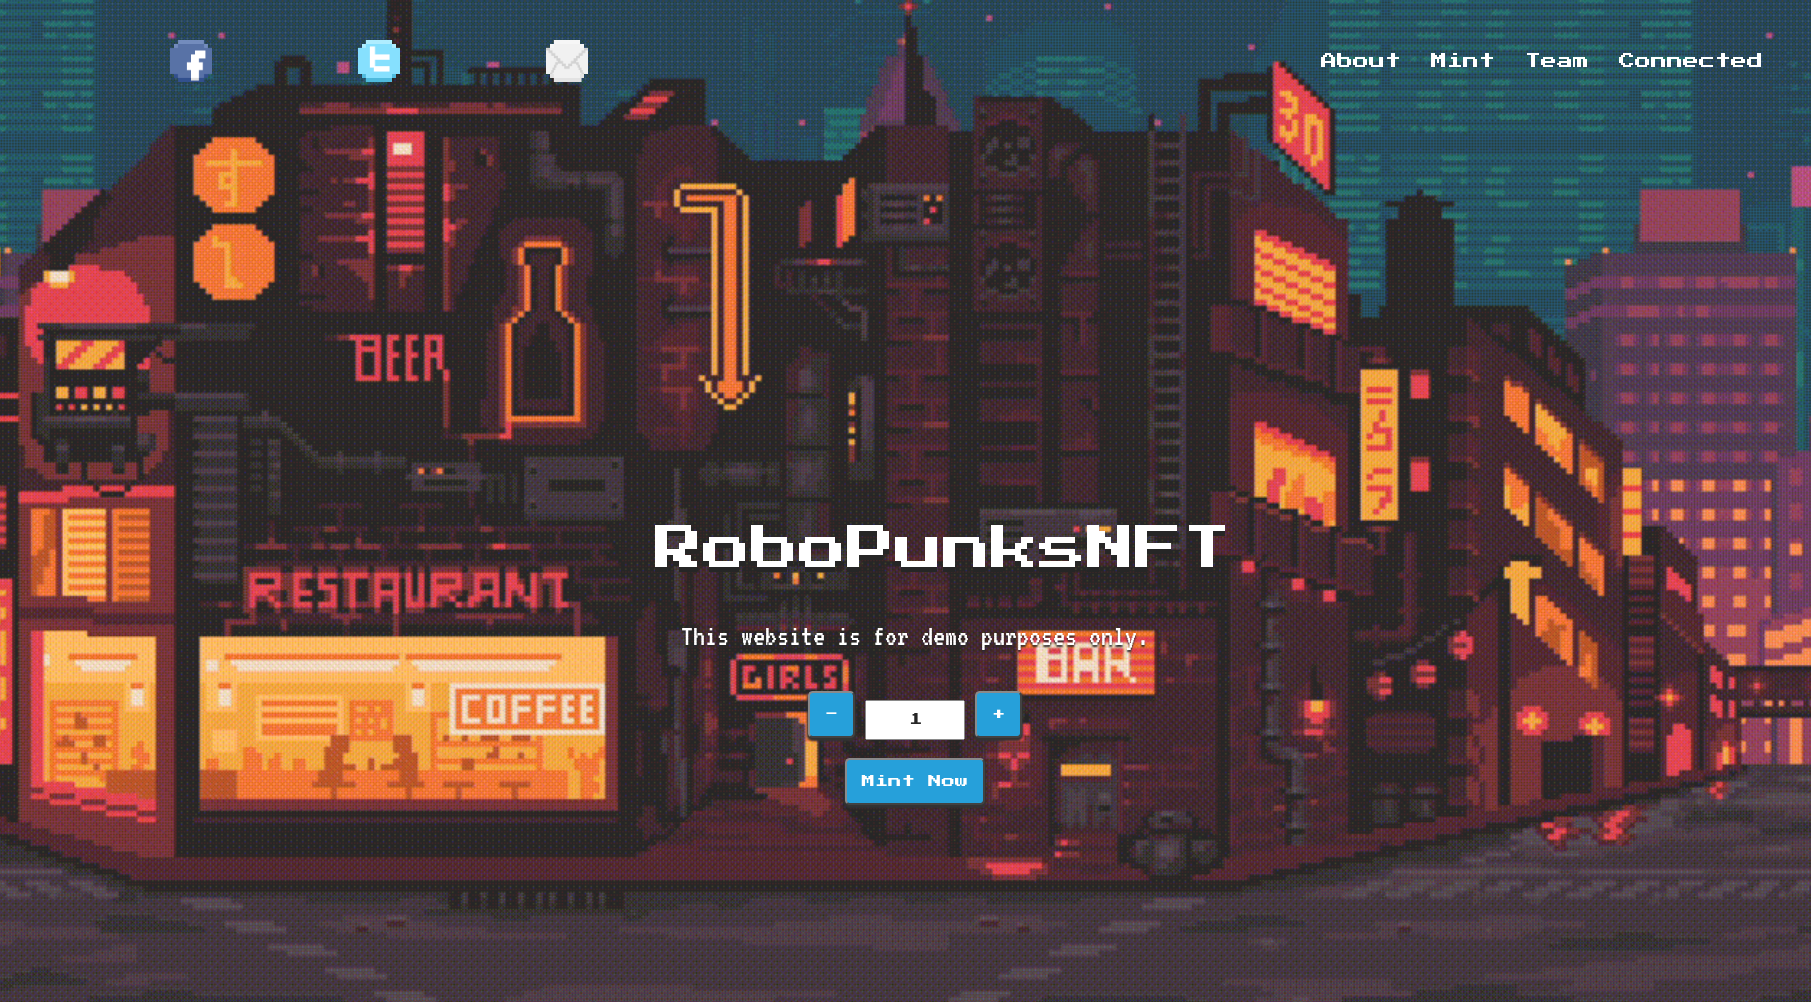 About Mint Team Connected
3D
BEER
RoboPunksNFT
RESTAURANT
This website is for demo purposes only.
BAR
GIRLS
COFFEE
- 1 +
Mint Now